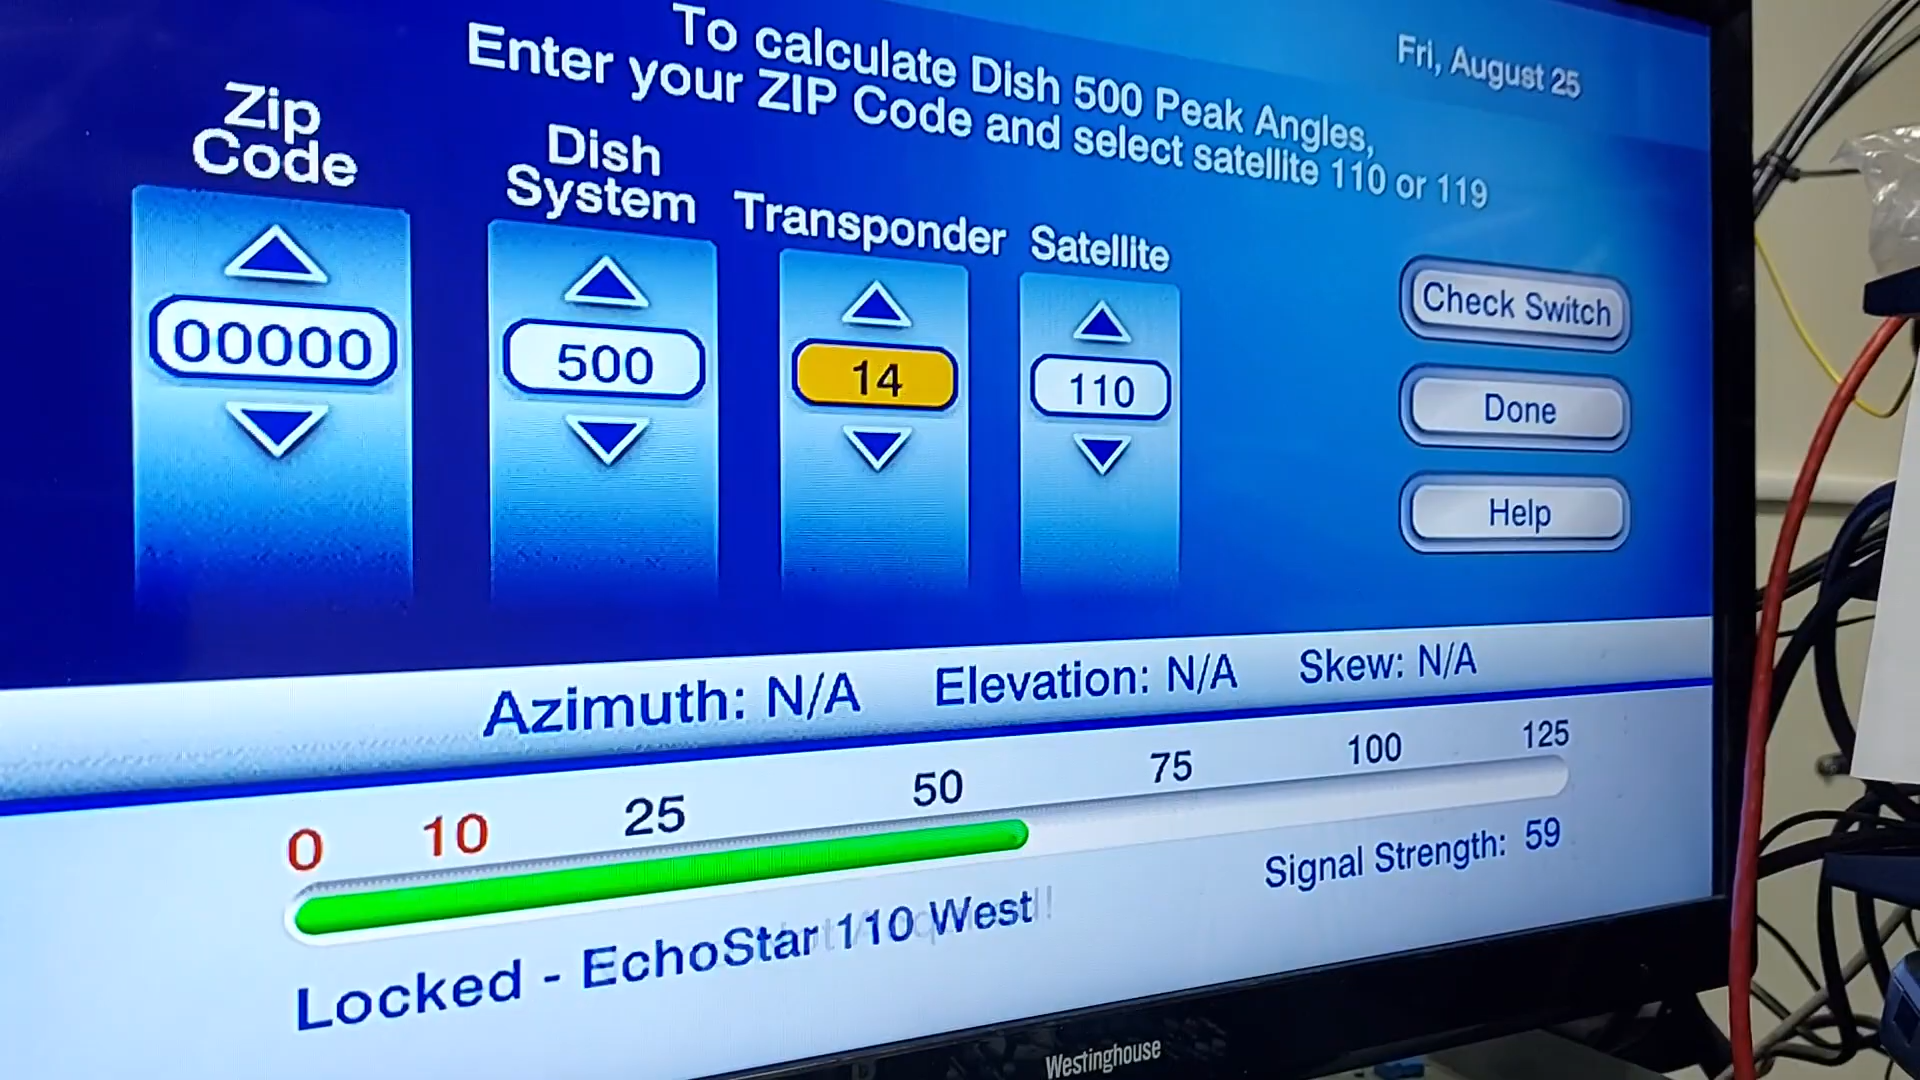 To calculate Dish 500 Peak Angles,
Enter your ZIP Code and select satellite 110 or 119
Fri, August 25
Zip
Code
Dish
System
Transponder
Satellite
00000
500
14
110
Check Switch
Done
Help
Azimuth: N/A
Elevation: N/A
Skew: N/A
0 10 25 50 75 100 125
Signal Strength: 59
Locked - EchoStar 110 West
Westinghouse